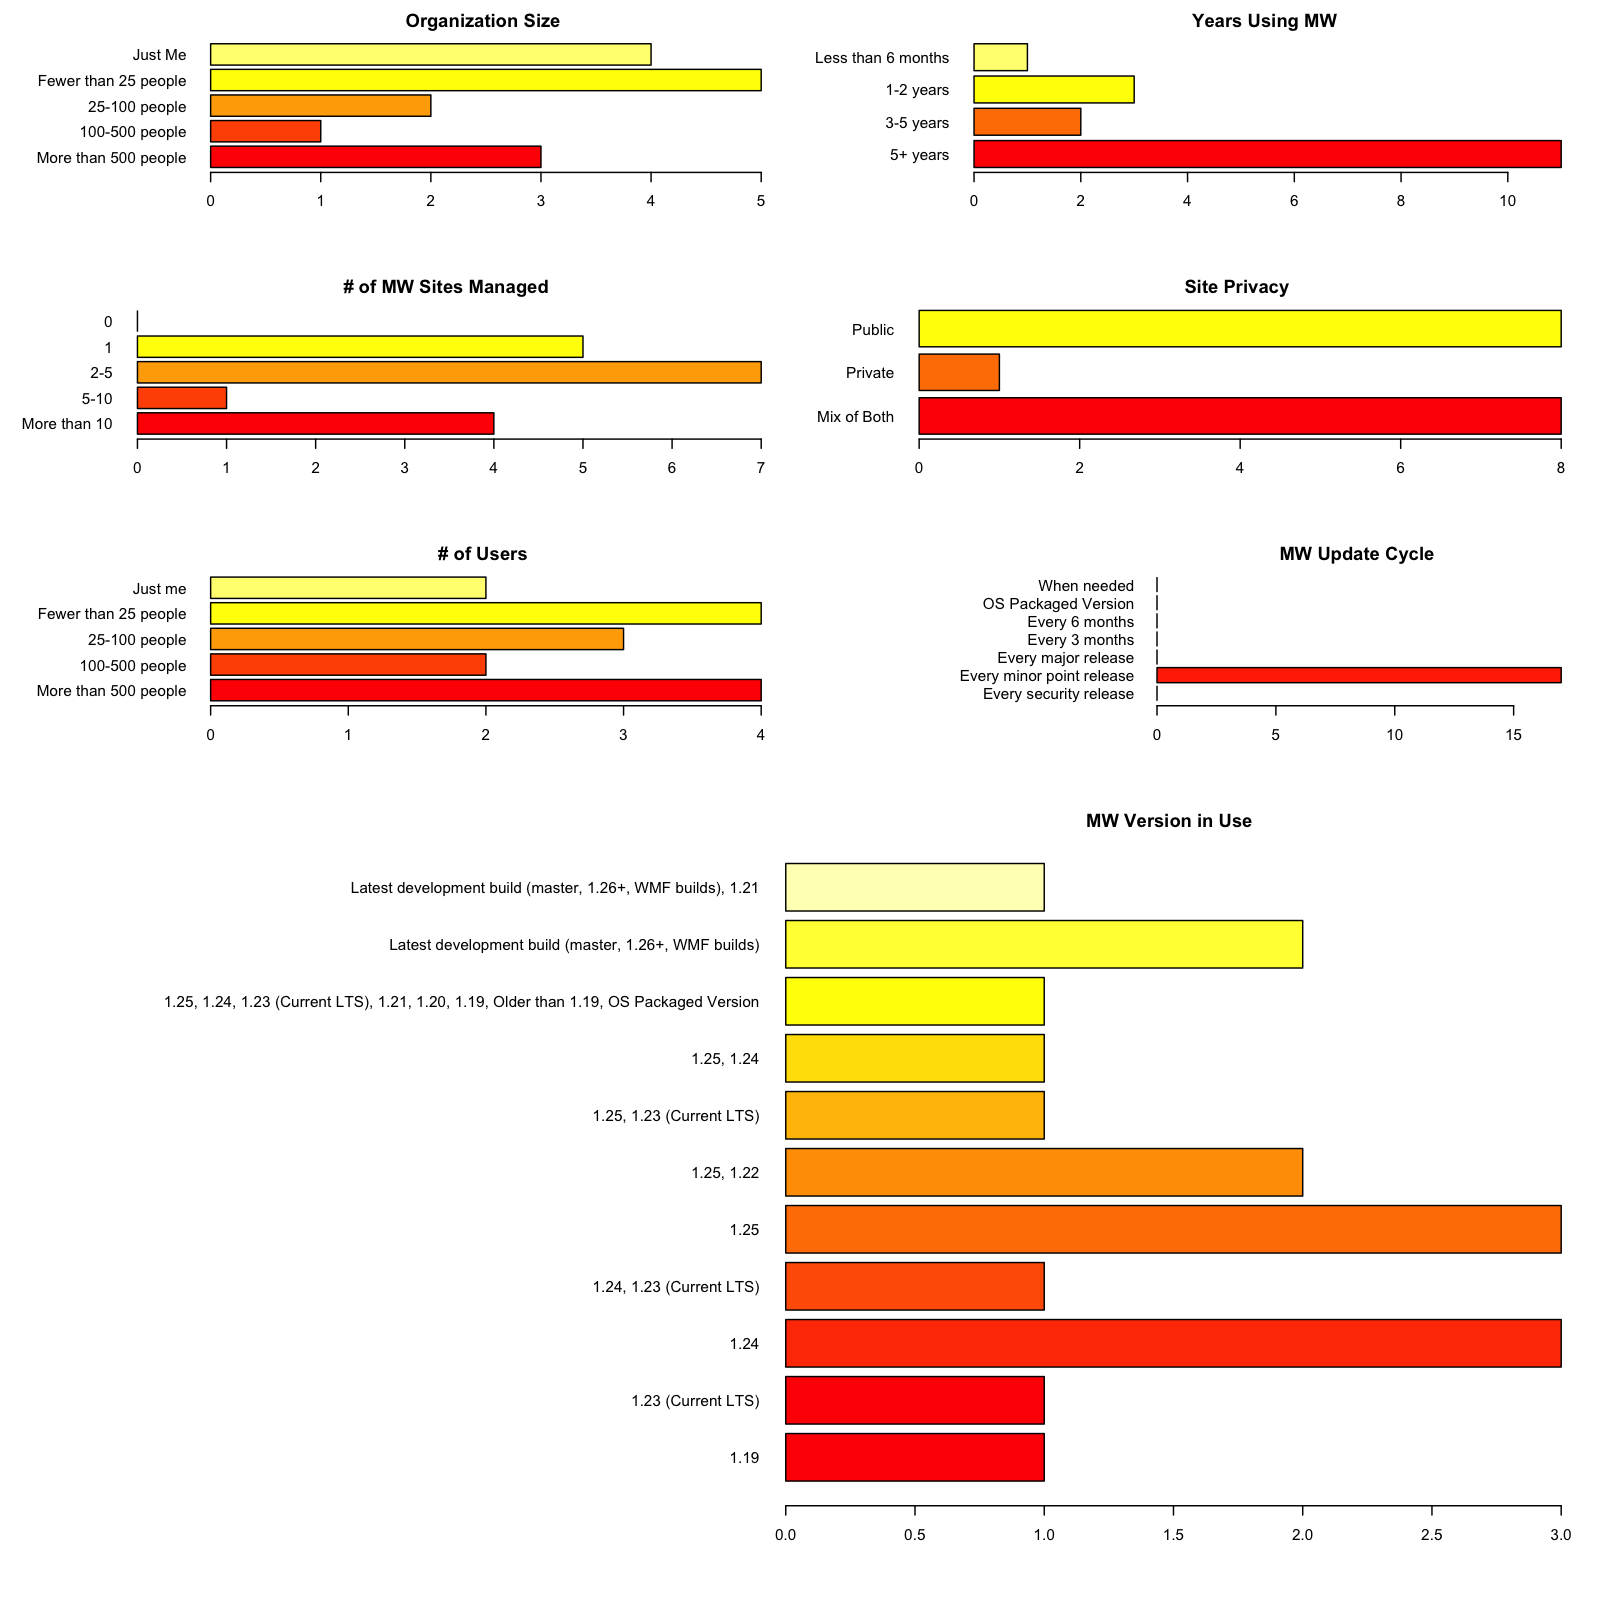 Organization Size
Just Me
Fewer than 25 people
25-100 people
100-500 people
More than 500 people
0 1 2 3 4 5
Years Using MW
Less than 6 months
1-2 years
3-5 years
5+ years
0 2 4 6 8 10
# of MW Sites Managed
0
1
2-5
5-10
More than 10
0 1 2 3 4 5 6 7
Site Privacy
Public
Private
Mix of Both
0 2 4 6 8
# of Users
Just me
Fewer than 25 people
25-100 people
100-500 people
More than 500 people
0 1 2 3 4
MW Update Cycle
When needed
OS Packaged Version
Every 6 months
Every 3 months
Every major release
Every minor point release
Every security release
0 5 10 15
MW Version in Use
Latest development build (master, 1.26+, WMF builds), 1.21
Latest development build (master, 1.26+, WMF builds)
1.25, 1.24, 1.23 (Current LTS), 1.21, 1.20, 1.19, Older than 1.19, OS Packaged Version
1.25, 1.24
1.25, 1.23 (Current LTS)
1.25, 1.22
1.25
1.24, 1.23 (Current LTS)
1.24
1.23 (Current LTS)
1.19
0.0 0.5 1.0 1.5 2.0 2.5 3.0